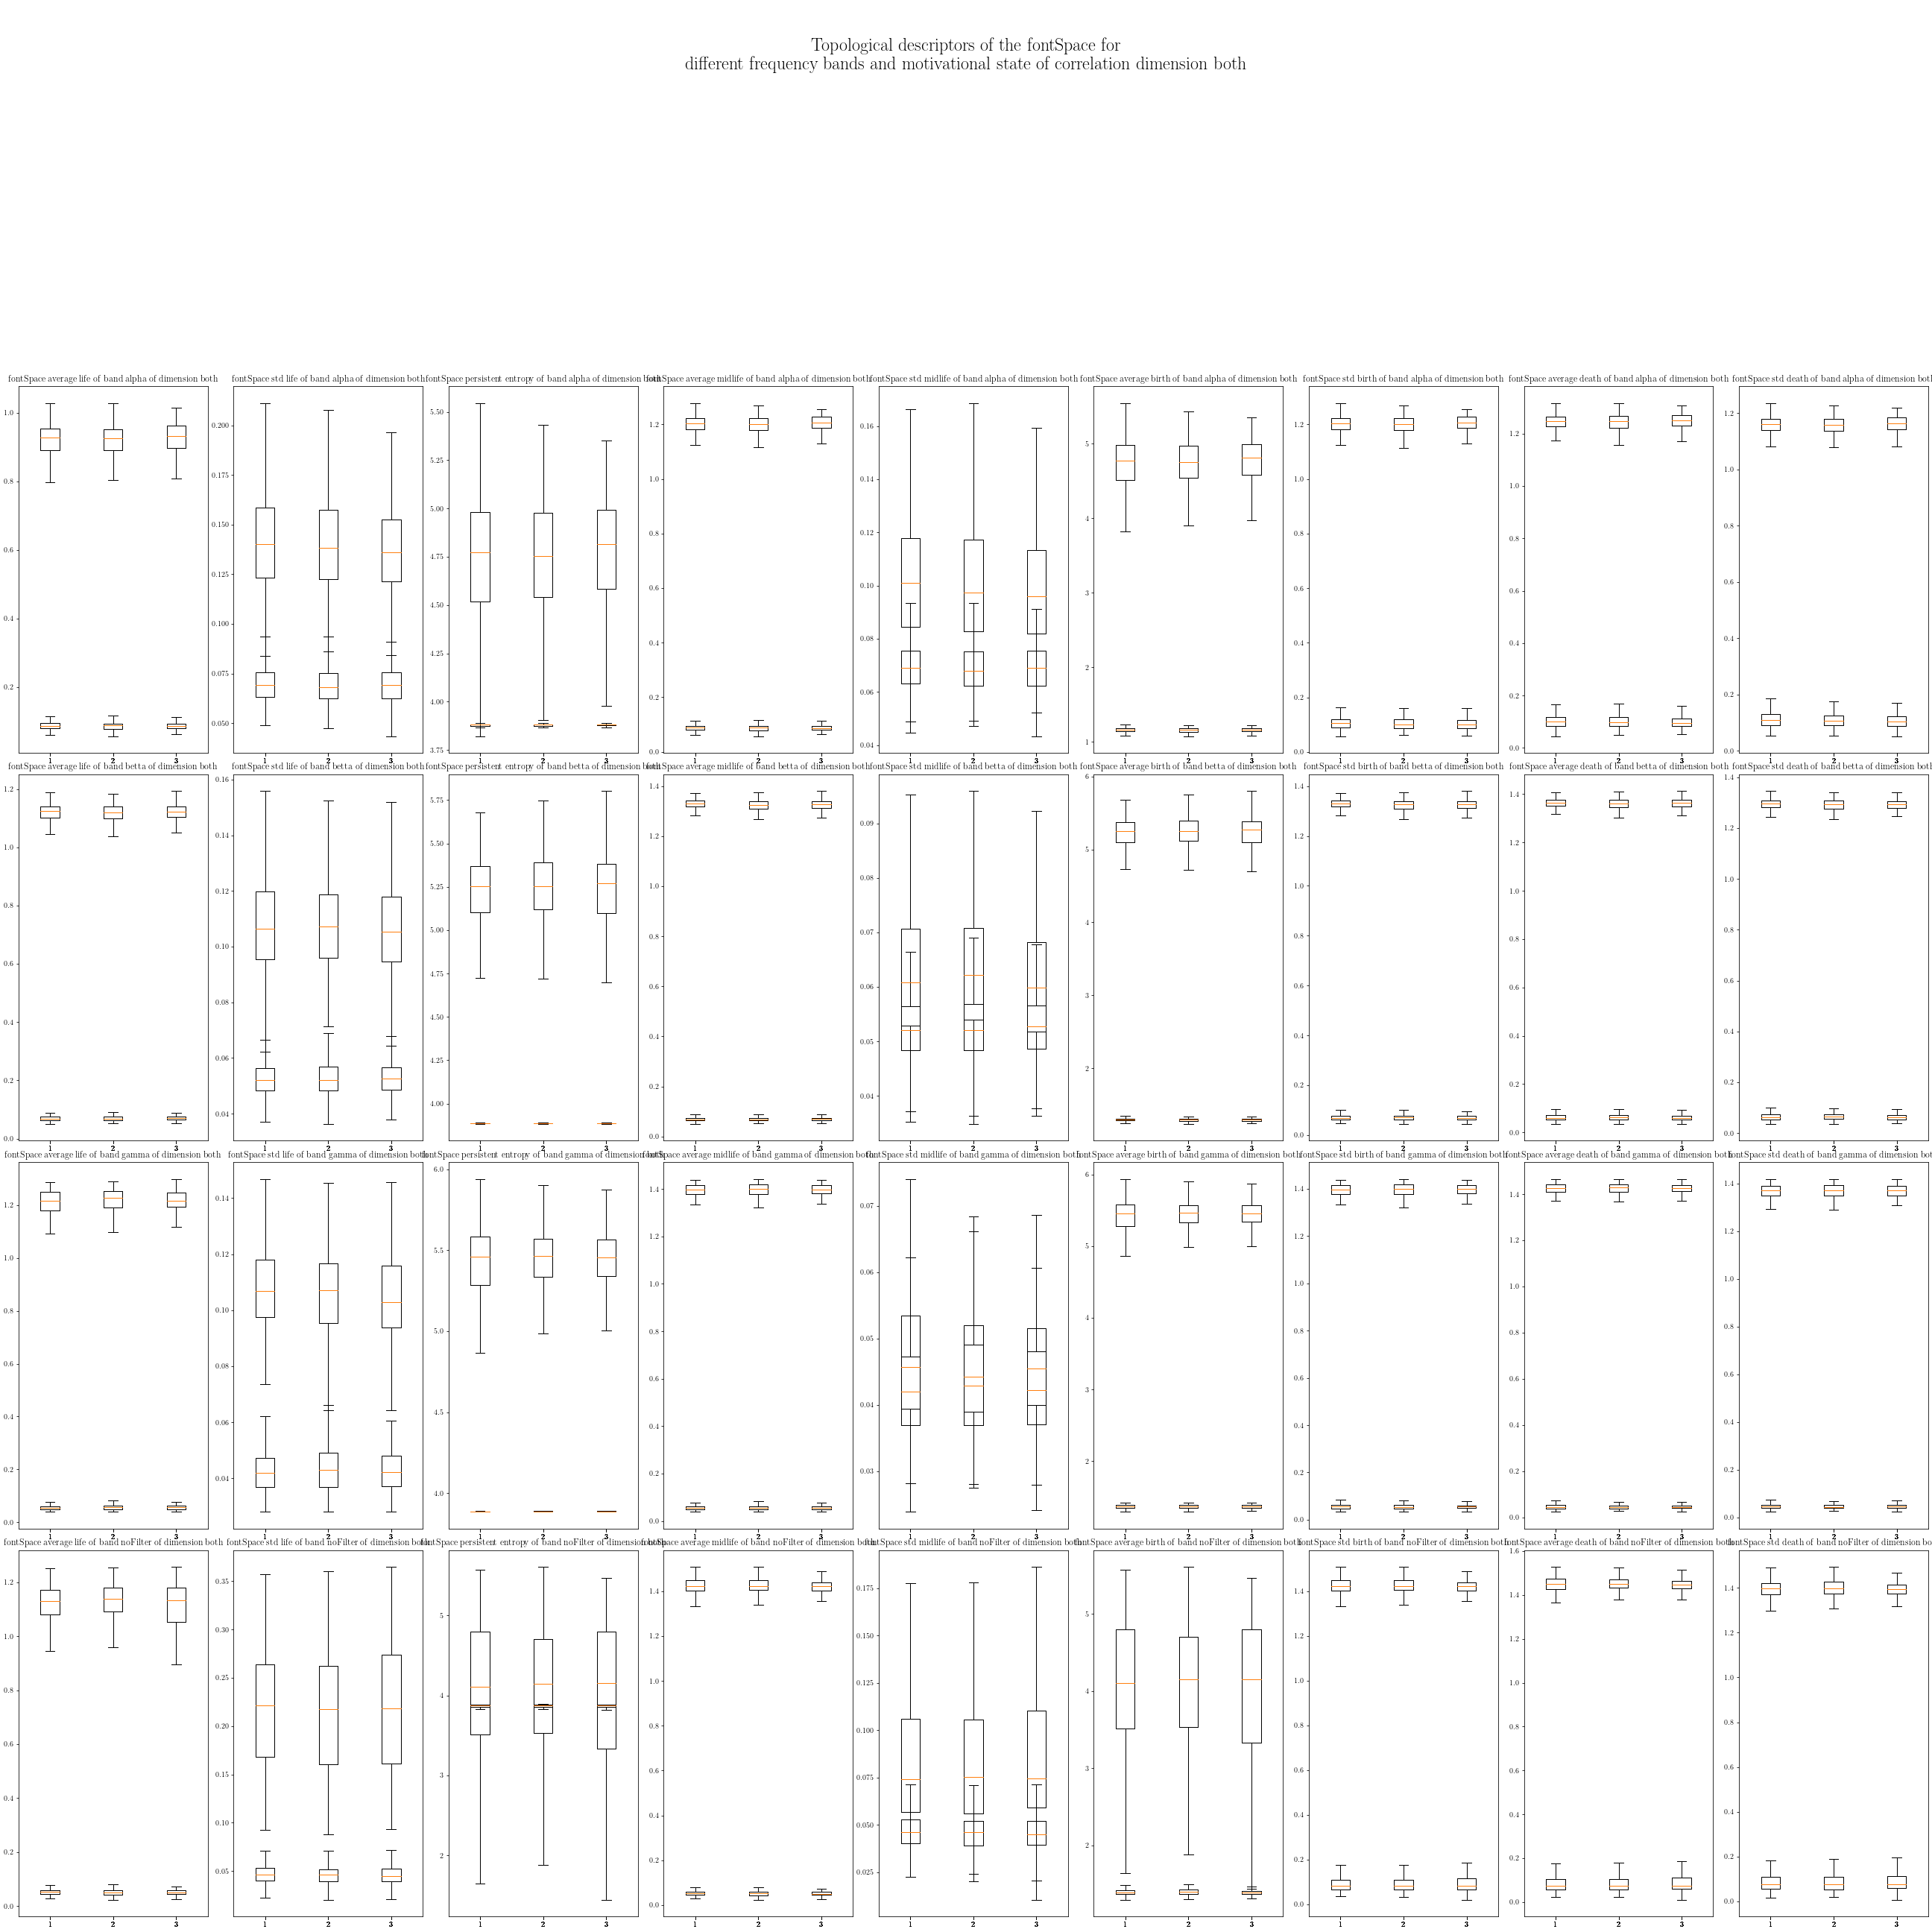 Topological descriptors of the fontSpace for
different frequency bands and motivational state of correlation dimension both
fontSpace average life of band alpha of dimension both
fontSpace std life of band alpha of dimension both
fontSpace persistent entropy of band alpha of dimension both
fontSpace average midlife of band alpha of dimension both
fontSpace std midlife of band alpha of dimension both
fontSpace average birth of band alpha of dimension both
fontSpace std birth of band alpha of dimension both
fontSpace average death of band alpha of dimension both
fontSpace std death of band alpha of dimension both
fontSpace average life of band betta of dimension both
fontSpace std life of band betta of dimension both
fontSpace persistent entropy of band betta of dimension both
fontSpace average midlife of band betta of dimension both
fontSpace std midlife of band betta of dimension both
fontSpace average birth of band betta of dimension both
fontSpace std birth of band betta of dimension both
fontSpace average death of band betta of dimension both
fontSpace std death of band betta of dimension both
fontSpace average life of band gamma of dimension both
fontSpace std life of band gamma of dimension both
fontSpace persistent entropy of band gamma of dimension both
fontSpace average midlife of band gamma of dimension both
fontSpace std midlife of band gamma of dimension both
fontSpace average birth of band gamma of dimension both
fontSpace std birth of band gamma of dimension both
fontSpace average death of band gamma of dimension both
fontSpace std death of band gamma of dimension both
fontSpace average life of band noFilter of dimension both
fontSpace std life of band noFilter of dimension both
fontSpace persistent entropy of band noFilter of dimension both
fontSpace average midlife of band noFilter of dimension both
fontSpace std midlife of band noFilter of dimension both
fontSpace average birth of band noFilter of dimension both
fontSpace std birth of band noFilter of dimension both
fontSpace average death of band noFilter of dimension both
fontSpace std death of band noFilter of dimension both